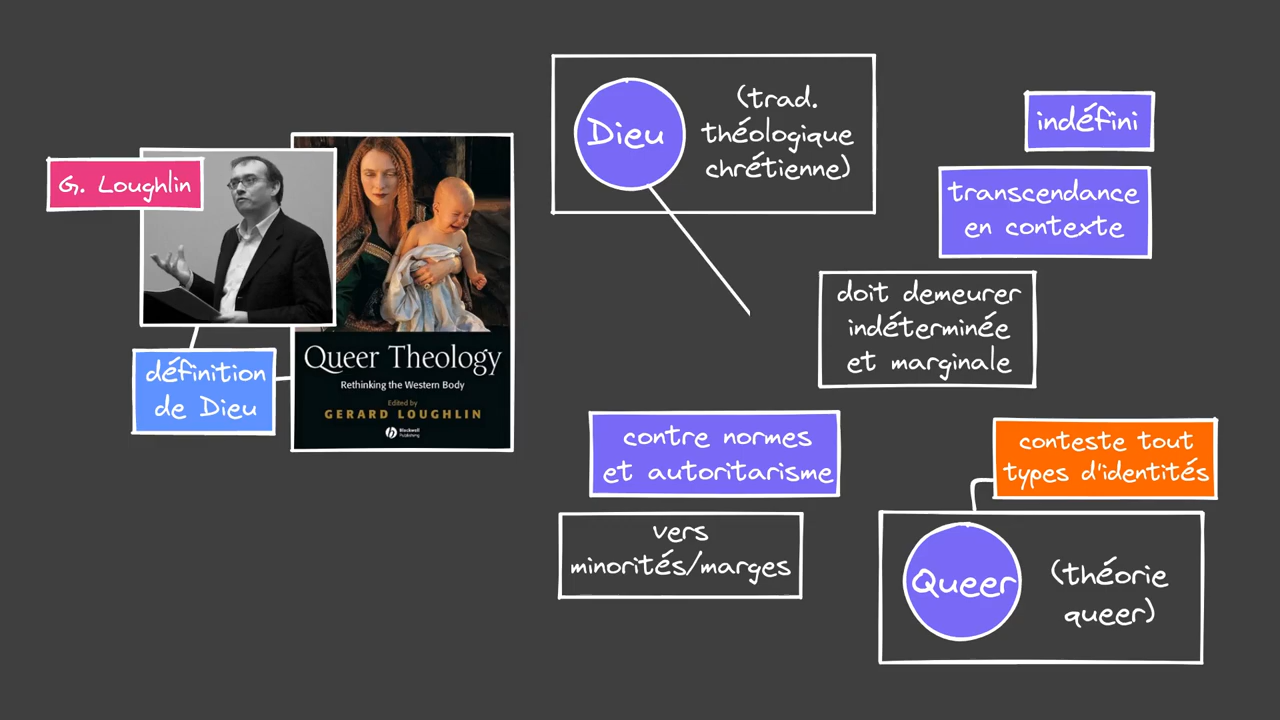 G. Loughlin
définition
de Dieu
Queer Theology
Rethinking the Western Body
Edited by
GERARD LOUGHLIN
Blackwell
Publishing
Dieu
(trad.
théologique
chrétienne)
indéfini
transcendance
en contexte
doit demeurer
indéterminée
et marginale
contre normes
et autoritarisme
vers
minorités/marges
conteste tout
types d'identités
Queer
(théorie
queer)